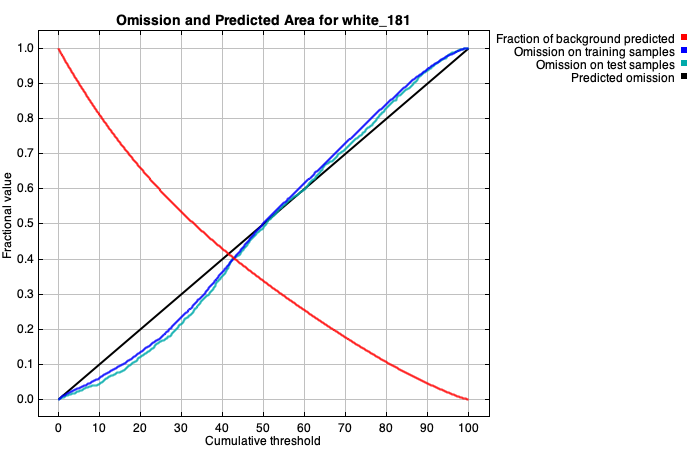 Omission and Predicted Area for white_181
Fraction of background predicted
Omission on training samples
Omission on test samples
Predicted omission
Fractional value
1.0
0.9
0.8
0.7
0.6
0.5
0.4
0.3
0.2
0.1
0.0
0 10 20 30 40 50 60 70 80 90 100
Cumulative threshold